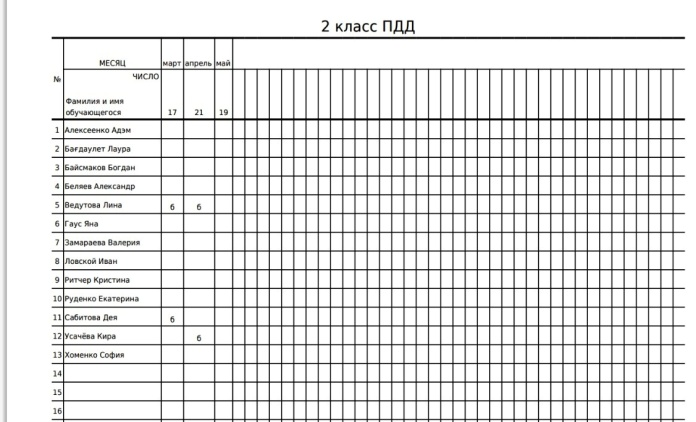 2 класс ПДД
МЕСЯЦ март апрель май
№ ЧИСЛО
Фамилия и имя
обучающегося 17 21 19
1 Алексеенко Адэм
2 Бағдаулет Лаура
3 Байсмаков Богдан
4 Беляев Александр
5 Ведутова Лина б б
6 Гаус Яна
7 Замараева Валерия
8 Ловской Иван
9 Ритчер Кристина
10 Руденко Екатерина
11 Сабитова Дея б
12 Усачёва Кира б
13 Хоменко София
14
15
16